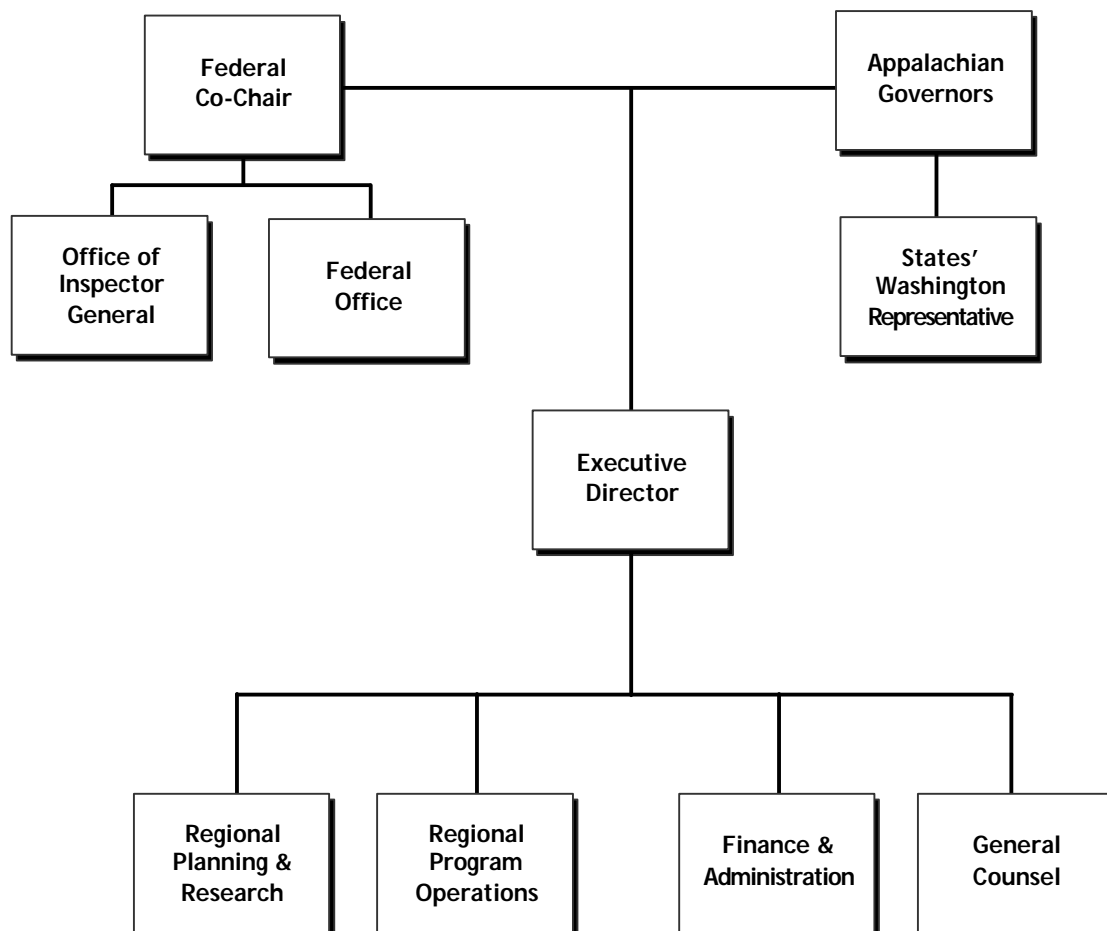 Federal
Co-Chair
Appalachian
Governors
Office of
Inspector
General
Federal
Office
States’
Washington
Representative
Executive
Director
Regional
Planning &
Research
Regional
Program
Operations
Finance &
Administration
General
Counsel